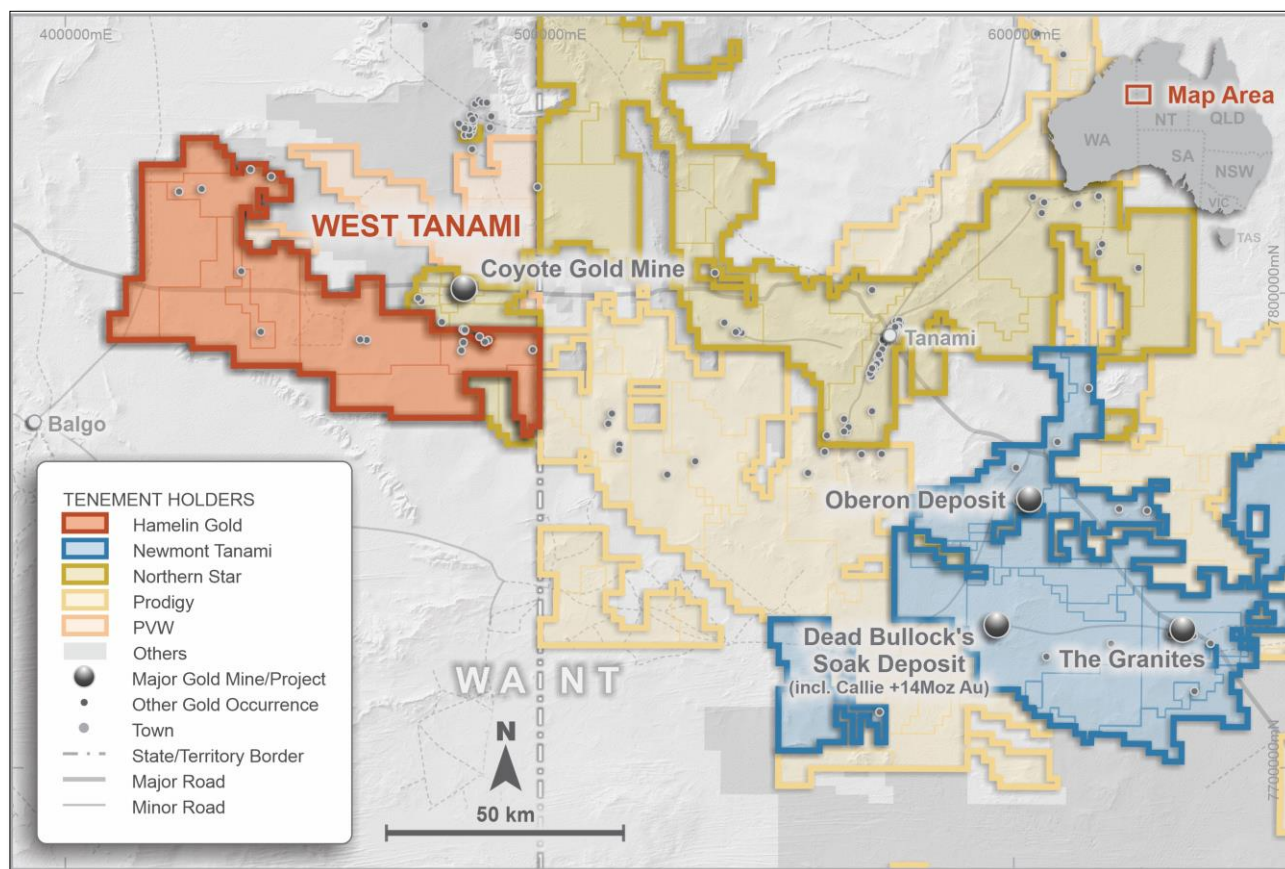 400000mE
500000mE
600000mE
Map Area
NT
QLD
WA
SA
NSW
VIC
TAS
WEST TANAMI
Coyote Gold Mine
7800000mN
Tanami
Balgo
Oberon Deposit
Dead Bullock's
Soak Deposit
(incl. Callie +14Moz Au)
The Granites
WA NT
N
50 km
7700000mN
TENEMENT HOLDERS
Hamelin Gold
Newmont Tanami
Northern Star
Prodigy
PVW
Others
Major Gold Mine/Project
Other Gold Occurrence
Town
State/Territory Border
Major Road
Minor Road